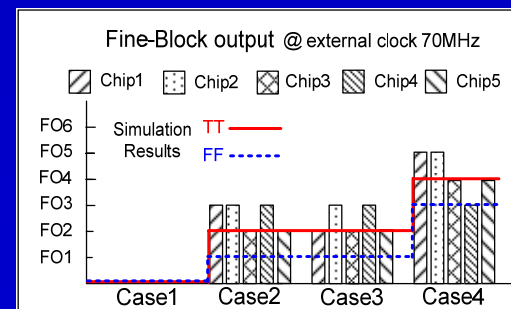 Fine-Block output @ external clock 70MHz
Chip1 Chip2 Chip3 Chip4 Chip5
FO6
FO5
FO4
FO3
FO2
FO1
Simulation Results
TT
FF
Case1 Case2 Case3 Case4